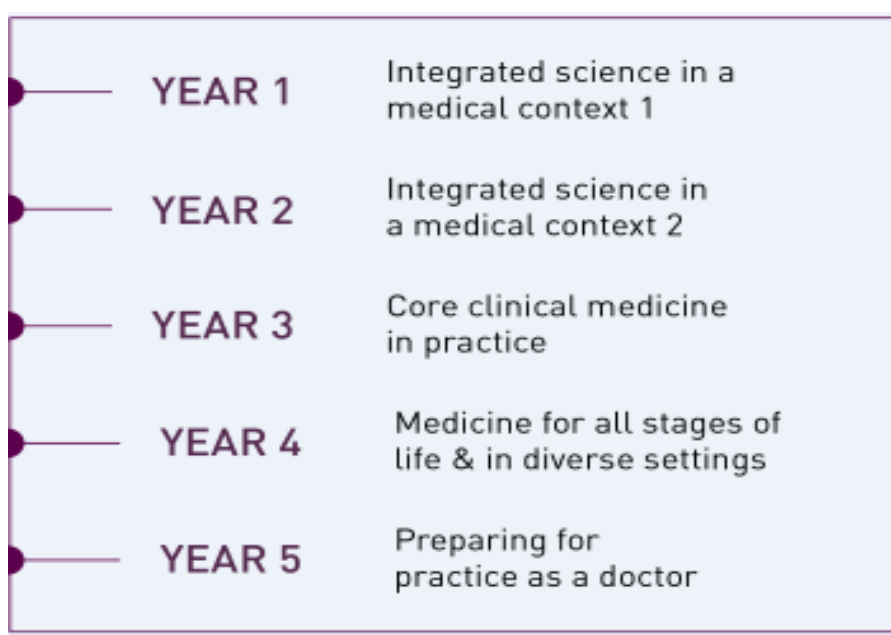 YEAR 1
Integrated science in a
medical context 1
YEAR 2
Integrated science in
a medical context 2
YEAR 3
Core clinical medicine
in practice
YEAR 4
Medicine for all stages of
life & in diverse settings
YEAR 5
Preparing for
practice as a doctor